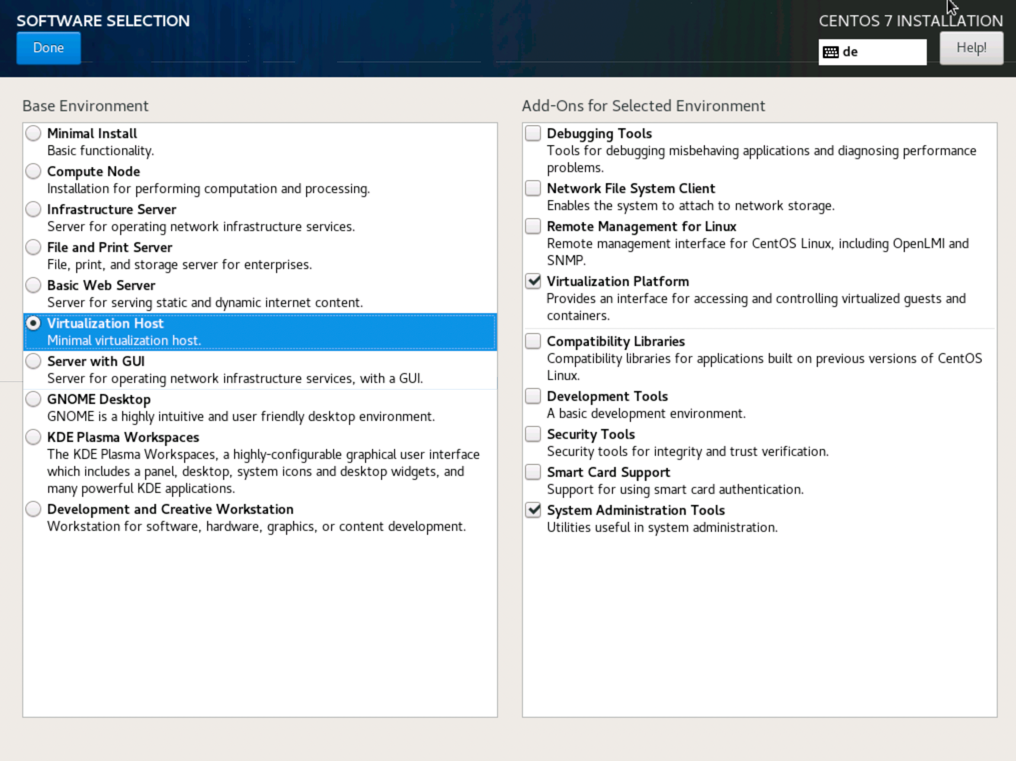 SOFTWARE SELECTION
CENTOS 7 INSTALLATION
Done
de
Help!
Base Environment
Minimal Install
Basic functionality.
Compute Node
Installation for performing computation and processing.
Infrastructure Server
Server for operating network infrastructure services.
File and Print Server
File, print, and storage server for enterprises.
Basic Web Server
Server for serving static and dynamic internet content.
Virtualization Host
Minimal virtualization host.
Server with GUI
Server for operating network infrastructure services, with a GUI.
GNOME Desktop
GNOME is a highly intuitive and user friendly desktop environment.
KDE Plasma Workspaces
The KDE Plasma Workspaces, a highly-configurable graphical user interface
which includes a panel, desktop, system icons and desktop widgets, and
many powerful KDE applications.
Development and Creative Workstation
Workstation for software, hardware, graphics, or content development.
Add-Ons for Selected Environment
Debugging Tools
Tools for debugging misbehaving applications and diagnosing performance
problems.
Network File System Client
Enables the system to attach to network storage.
Remote Management for Linux
Remote management interface for CentOS Linux, including OpenLMI and
SNMP.
Virtualization Platform
Provides an interface for accessing and controlling virtualized guests and
containers.
Compatibility Libraries
Compatibility libraries for applications built on previous versions of CentOS
Linux.
Development Tools
A basic development environment.
Security Tools
Security tools for integrity and trust verification.
Smart Card Support
Support for using smart card authentication.
System Administration Tools
Utilities useful in system administration.